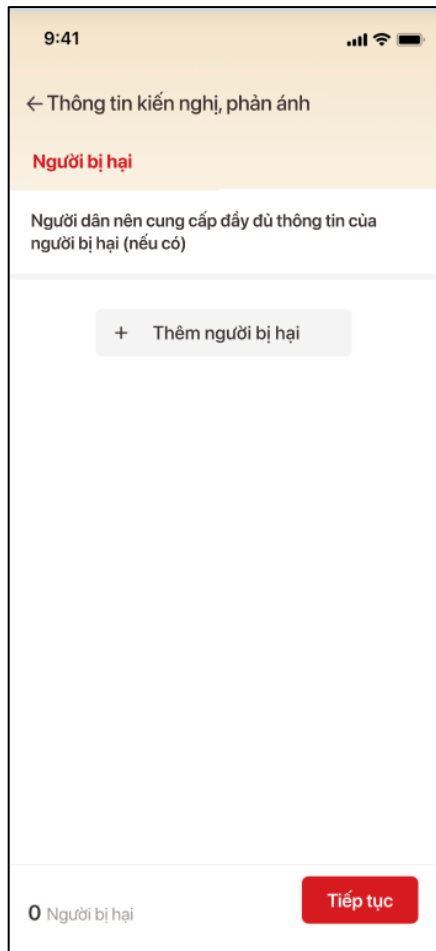 9:41
← Thông tin kiến nghị, phản ánh
Người bị hại
Người dân nên cung cấp đầy đủ thông tin của
người bị hại (nếu có)
+ Thêm người bị hại
0 Người bị hại
Tiếp tục